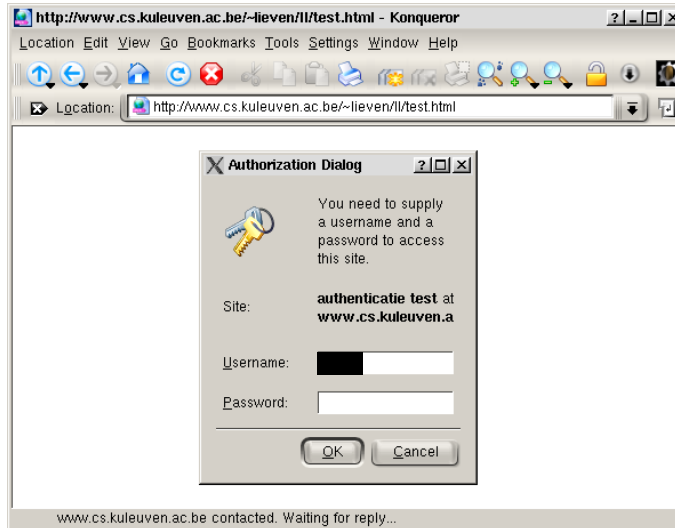 http://www.cs.kuleuven.ac.be/~lieven/II/test.html - Konqueror
Location Edit View Go Bookmarks Tools Settings Window Help
Location: http://www.cs.kuleuven.ac.be/~lieven/II/test.html
Authorization Dialog
You need to supply
a username and a
password to access
this site.
Site: authenticatie test at
www.cs.kuleuven.a
Username:
Password:
OK Cancel
www.cs.kuleuven.ac.be contacted. Waiting for reply...